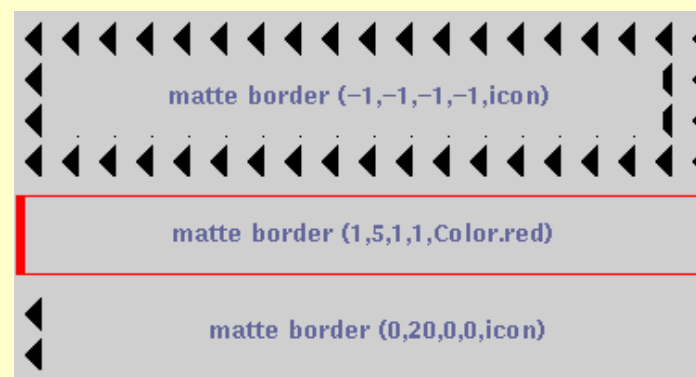 matte border (−1,−1,−1,−1,icon)
matte border (1,5,1,1,Color.red)
matte border (0,20,0,0,icon)